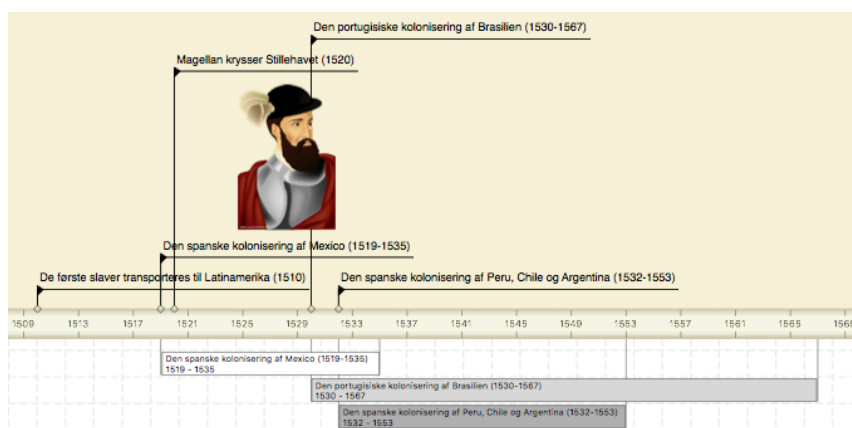 Den portugisiske kolonisering af Brasilien (1530-1567)
Magellan krysser Stillehavet (1520)
Den spanske kolonisering af Mexico (1519-1535)
De første slaver transporteres til Latinamerika (1510)
Den spanske kolonisering af Peru, Chile og Argentina (1532-1553)
1509 1513 1517 1521 1525 1529 1533 1537 1541 1545 1549 1553 1557 1561 1565
Den spanske kolonisering af Mexico (1519-1535)
1519 - 1535
Den portugisiske kolonisering af Brasilien (1530-1567)
1530 - 1567
Den spanske kolonisering af Peru, Chile og Argentina (1532-1553)
1532 - 1553